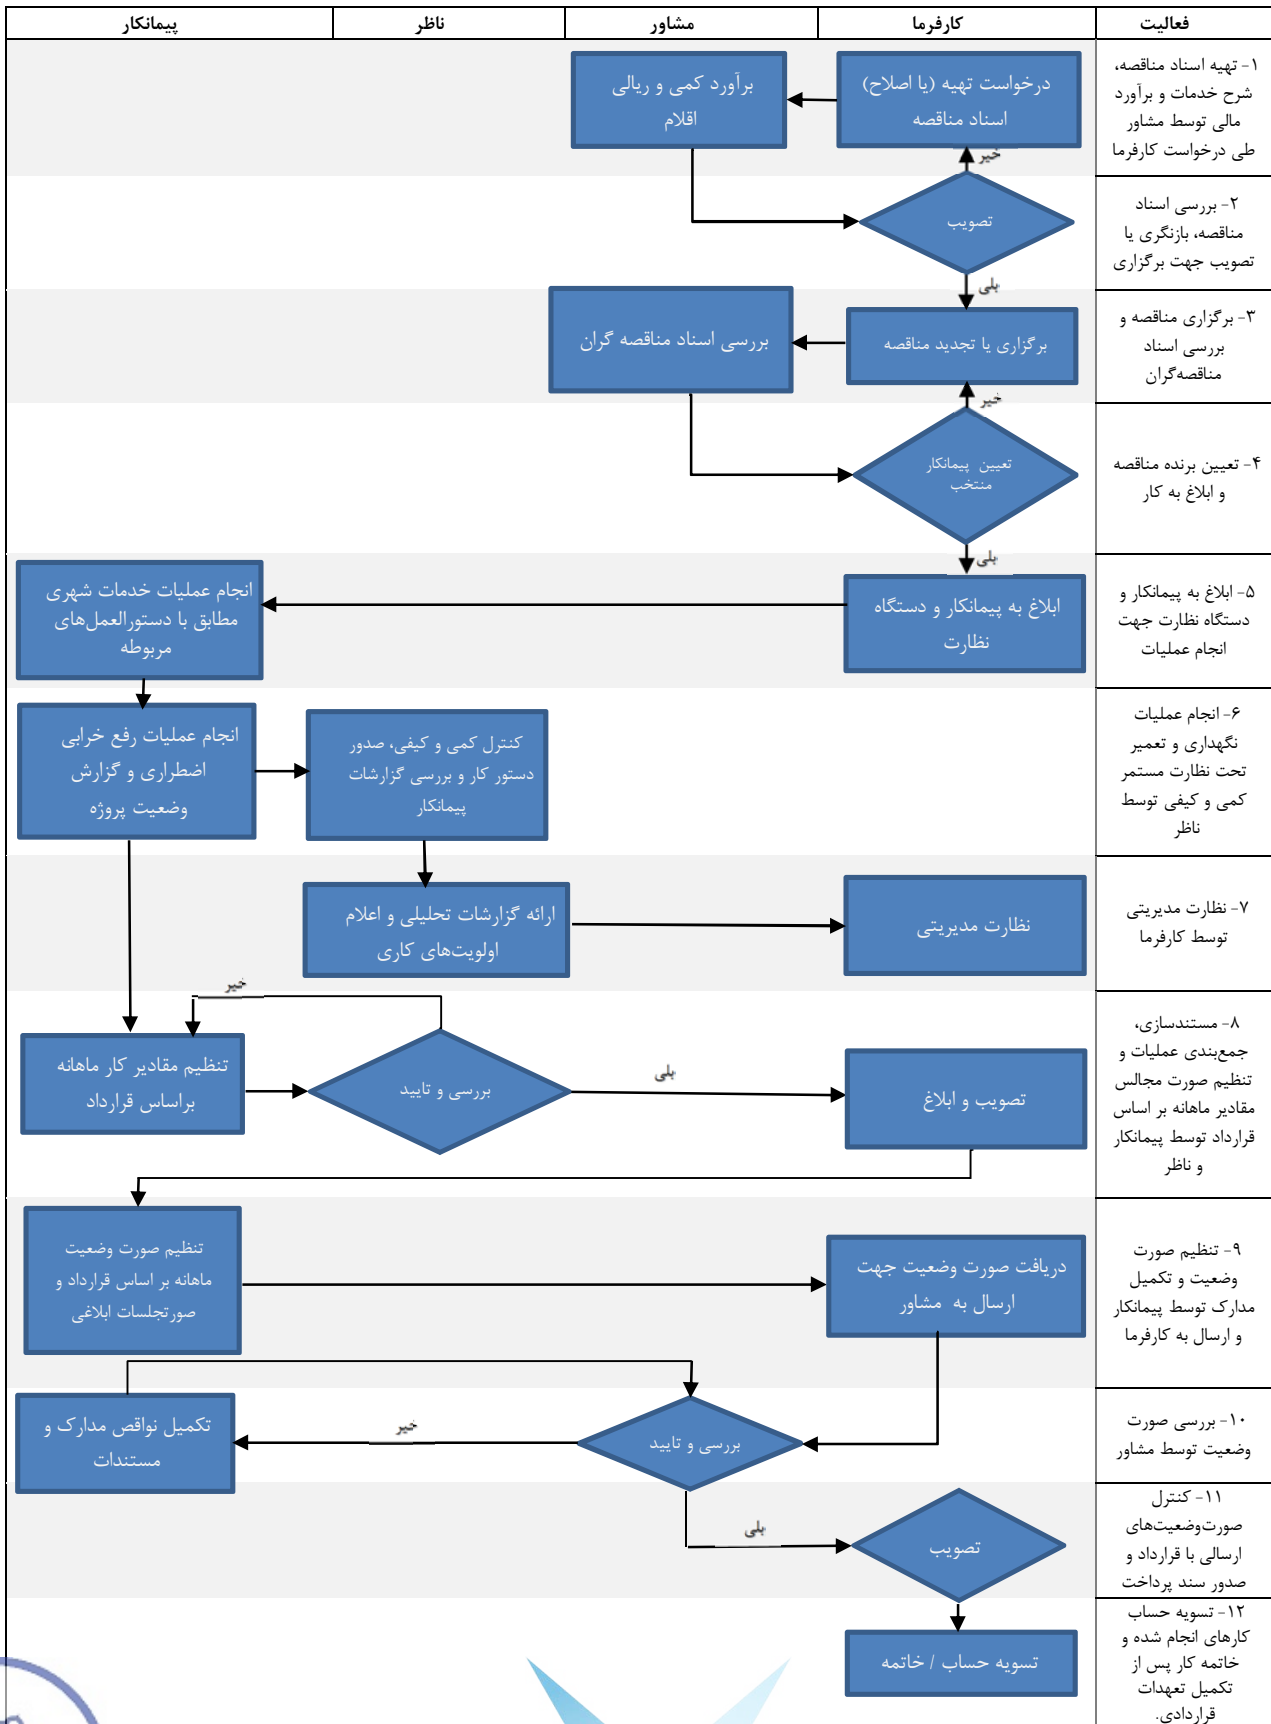 فعالیت
کارفرما
مشاور
ناظر
پیمانکار
۱- تهیه اسناد مناقصه،
شرح خدمات و برآورد
مالی توسط مشاور
طی درخواست کارفرما
درخواست تهیه (یا اصلاح)
اسناد مناقصه
برآورد کمی و ریالی
اقلام
خیر
۲- بررسی اسناد
مناقصه، بازنگری یا
تصویب جهت برگزاری
تصویب
بلی
۳- برگزاری مناقصه و
بررسی اسناد
مناقصه‌گران
برگزاری یا تجدید مناقصه
بررسی اسناد مناقصه گران
خیر
۴- تعیین برنده مناقصه
و ابلاغ به کار
تعیین پیمانکار
منتخب
بلی
۵- ابلاغ به پیمانکار و
دستگاه نظارت جهت
انجام عملیات
ابلاغ به پیمانکار و دستگاه
نظارت
انجام عملیات خدمات شهری
مطابق با دستورالعمل‌های
مربوطه
۶- انجام عملیات
نگهداری و تعمیر
تحت نظارت مستمر
کمی و کیفی توسط
ناظر
کنترل کمی و کیفی، صدور
دستور کار و بررسی گزارشات
پیمانکار
انجام عملیات رفع خرابی
اضطراری و گزارش
وضعیت پروژه
۷- نظارت مدیریتی
توسط کارفرما
نظارت مدیریتی
ارائه گزارشات تحلیلی و اعلام
اولویت‌های کاری
خیر
۸- مستندسازی،
جمع‌بندی عملیات و
تنظیم صورت مجالس
مقادیر ماهانه بر اساس
قرارداد توسط پیمانکار
و ناظر
تصویب و ابلاغ
بلی
بررسی و تایید
تنظیم مقادیر کار ماهانه
براساس قرارداد
۹- تنظیم صورت
وضعیت و تکمیل
مدارک توسط پیمانکار
و ارسال به کارفرما
دریافت صورت وضعیت جهت
ارسال به مشاور
تنظیم صورت وضعیت
ماهانه بر اساس قرارداد و
صورتجلسات ابلاغی
۱۰- بررسی صورت
وضعیت توسط مشاور
بررسی و تایید
خیر
تکمیل نواقص مدارک و
مستندات
۱۱- کنترل
صورت‌وضعیت‌های
ارسالی با قرارداد و
صدور سند پرداخت
تصویب
بلی
۱۲- تسویه حساب
کارهای انجام شده و
خاتمه کار پس از
تکمیل تعهدات
قراردادی.
تسویه حساب / خاتمه